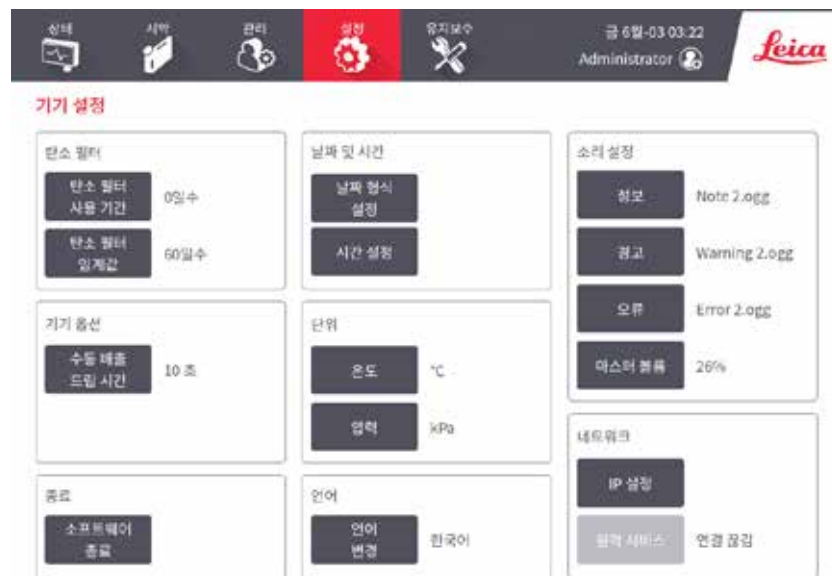 상태
시약
관리
설정
유지보수
금 6월-03 03:22
Administrator
Leica
기기 설정
탄소 필터
탄소 필터
사용 기간
0일수
탄소 필터
임계값
60일수
기기 옵션
수동 배출
드립 시간
10 초
종료
소프트웨어
종료
날짜 및 시간
날짜 형식
설정
시간 설정
단위
온도
°C
압력
kPa
언어
언어
변경
한국어
소리 설정
정보
Note 2.ogg
경고
Warning 2.ogg
오류
Error 2.ogg
마스터 볼륨
26%
네트워크
IP 설정
원격 서비스
연결 끊김